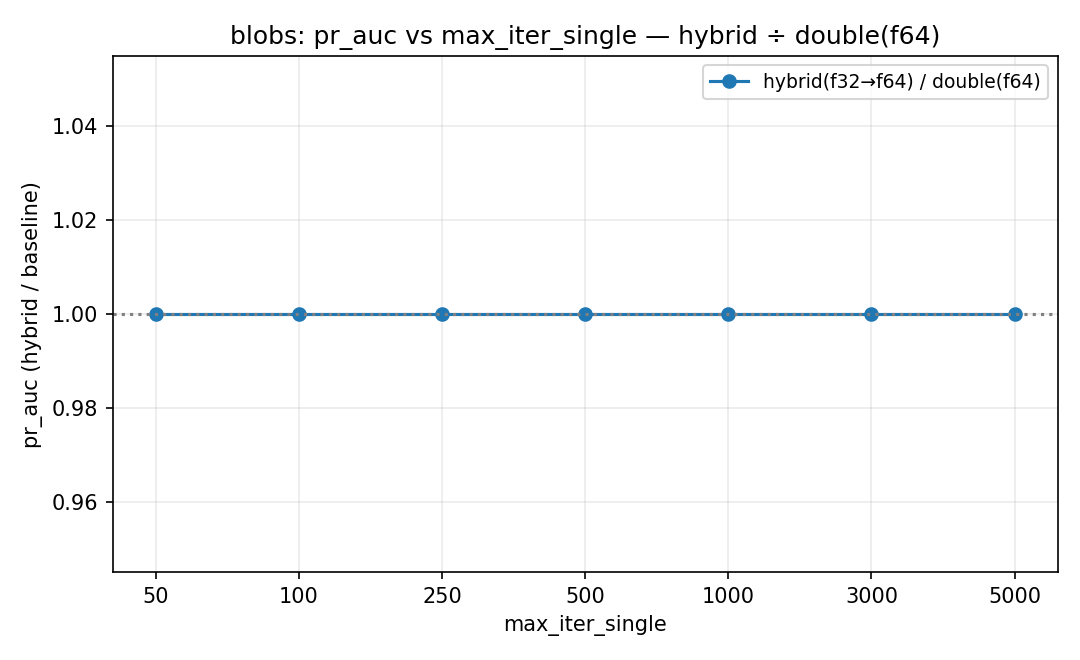 blobs: pr_auc vs max_iter_single — hybrid ÷ double(f64)
hybrid(f32→f64) / double(f64)
pr_auc (hybrid / baseline)
1.04
1.02
1.00
0.98
0.96
50 100 250 500 1000 3000 5000
max_iter_single